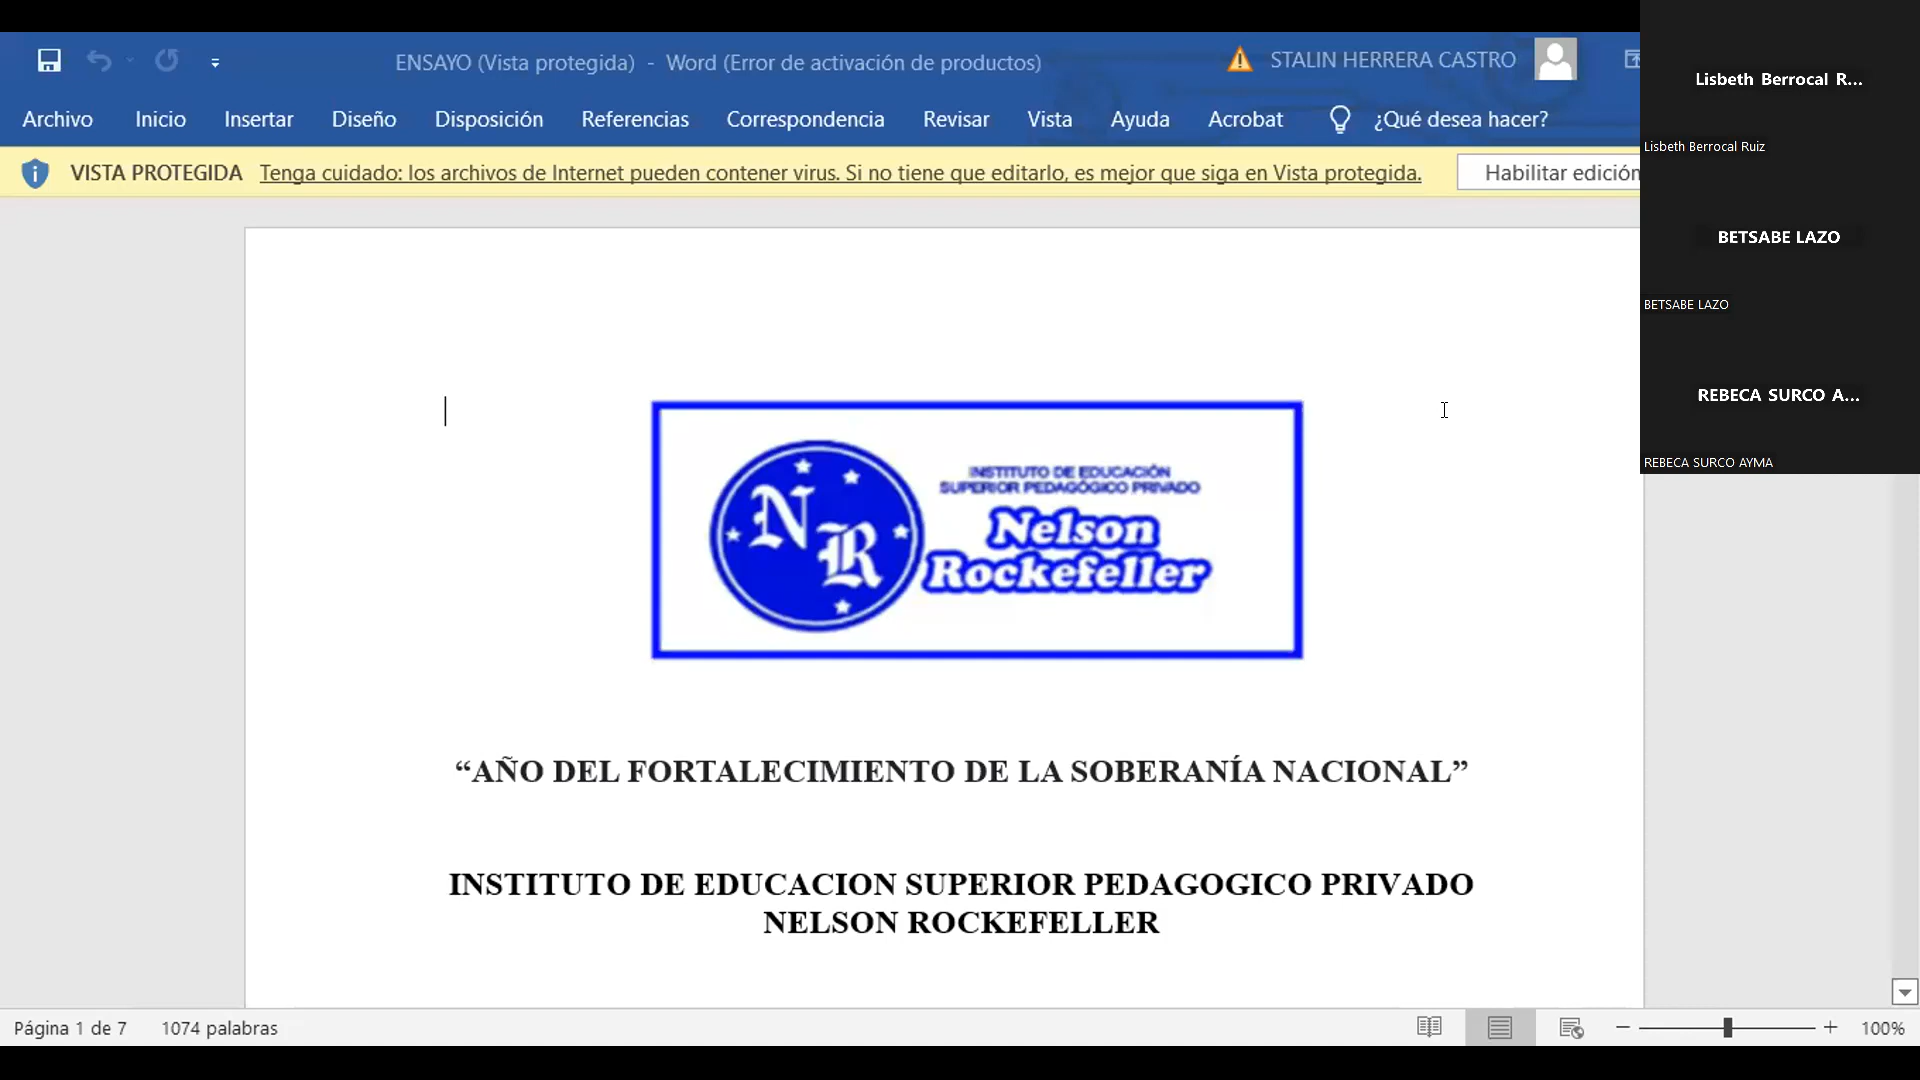 ENSAYO (Vista protegida) - Word (Error de activación de productos)
STALIN HERRERA CASTRO
Archivo Inicio Insertar Diseño Disposición Referencias Correspondencia Revisar Vista Ayuda Acrobat ¿Qué desea hacer?
VISTA PROTEGIDA Tenga cuidado: los archivos de Internet pueden contener virus. Si no tiene que editarlo, es mejor que siga en Vista protegida. Habilitar edición
Lisbeth Berrocal R...
Lisbeth Berrocal Ruiz
BETSABE LAZO
BETSABE LAZO
REBECA SURCO A...
REBECA SURCO AYMA
NR
INSTITUTO DE EDUCACIÓN
SUPERIOR PEDAGÓGICO PRIVADO
Nelson
Rockefeller
“AÑO DEL FORTALECIMIENTO DE LA SOBERANÍA NACIONAL”
INSTITUTO DE EDUCACION SUPERIOR PEDAGOGICO PRIVADO
NELSON ROCKEFELLER
Página 1 de 7 1074 palabras
100%